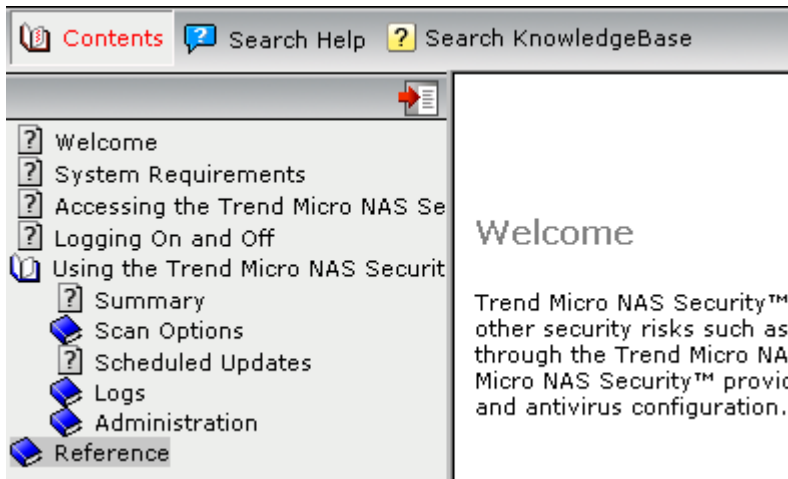 Contents Search Help Search KnowledgeBase
Welcome
System Requirements
Accessing the Trend Micro NAS Se
Logging On and Off
Using the Trend Micro NAS Securit
Summary
Scan Options
Scheduled Updates
Logs
Administration
Reference
Welcome
Trend Micro NAS Security™
other security risks such as
through the Trend Micro NA
Micro NAS Security™ provid
and antivirus configuration.